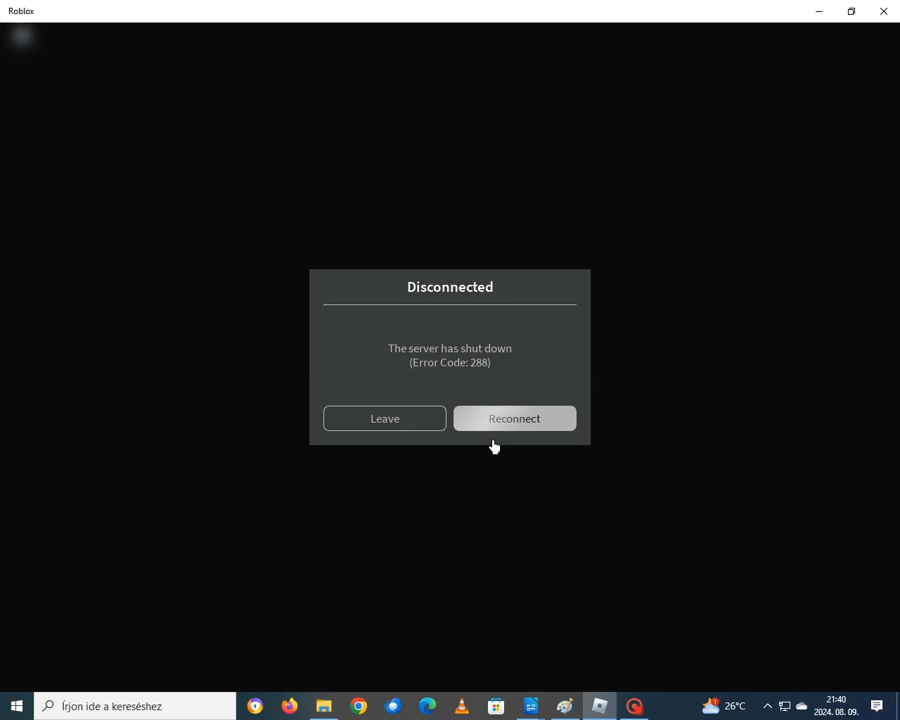 Roblox
Disconnected
The server has shut down
(Error Code: 288)
Leave
Reconnect
Írjon ide a kereséshez
26°C
21:40
2024. 08. 09.